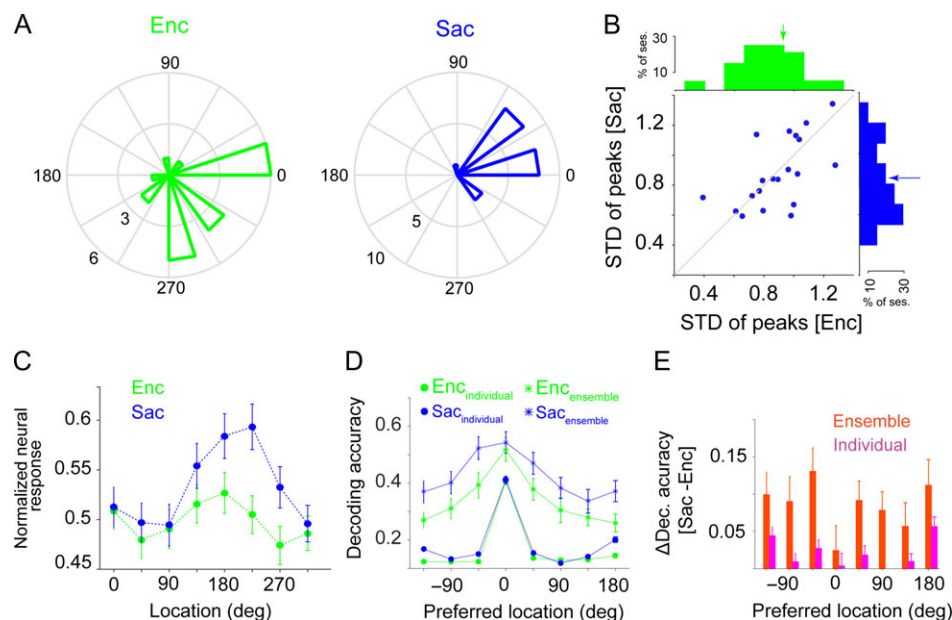 A
Enc
90
180
0
3
6
270
Sac
90
180
0
5
10
270
B
30
10
% of ses.
STD of peaks [Sac]
1.2
0.8
0.4
0.4
0.8
1.2
STD of peaks [Enc]
10
30
% of ses.
C
Enc
Sac
Normalized neural
response
0.6
0.55
0.5
0.45
0
90
180
270
Location (deg)
D
Enc individual
Enc ensemble
Sac individual
Sac ensemble
Decoding accuracy
0.6
0.4
0.2
–90
0
90
180
Preferred location (deg)
E
Ensemble
Individual
ΔDec. acuracy
[Sac -Enc]
0.15
0.05
–90
0
90
180
Preferred location (deg)